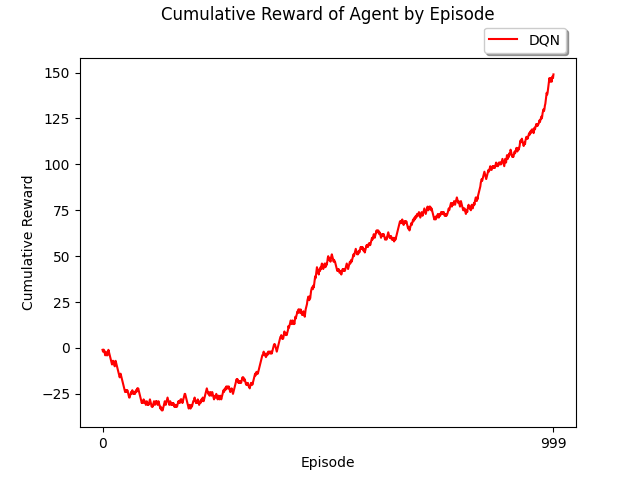 Cumulative Reward of Agent by Episode
DQN
150
125
100
75
50
25
0
−25
Cumulative Reward
0
999
Episode